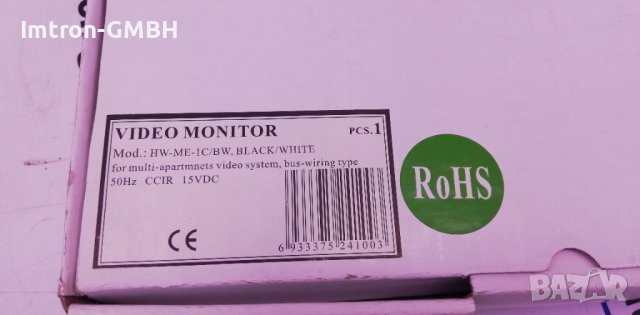 Imtron-GMBH
VIDEO MONITOR PCS.1
Mod.: HW-ME-1C/BW, BLACK/WHITE
for multi-apartmnets video system, bus-wiring type
50Hz CCIR 15VDC
CE
6 933375 241003
RoHS
BAZAR